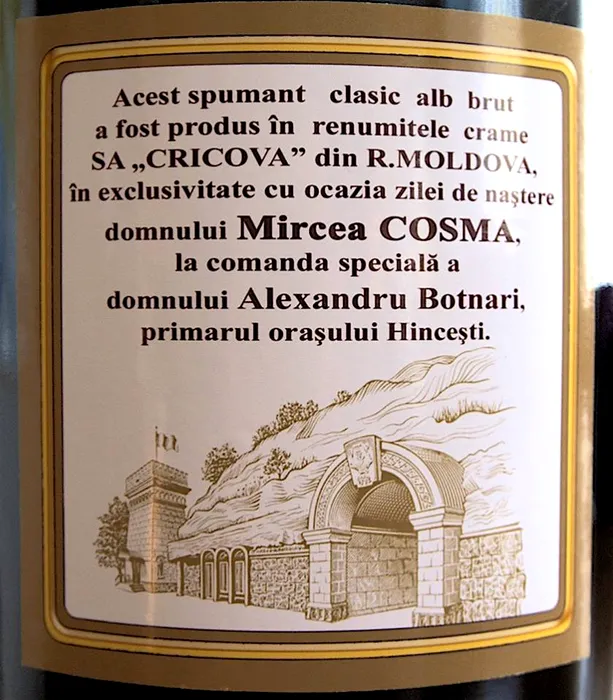 Acest spumant clasic alb brut
a fost produs în renumitele crame
SA „CRICOVA” din R.MOLDOVA,
în exclusivitate cu ocazia zilei de naştere
domnului Mircea COSMA,
la comanda specială a
domnului Alexandru Botnari,
primarul oraşului Hinceşti.